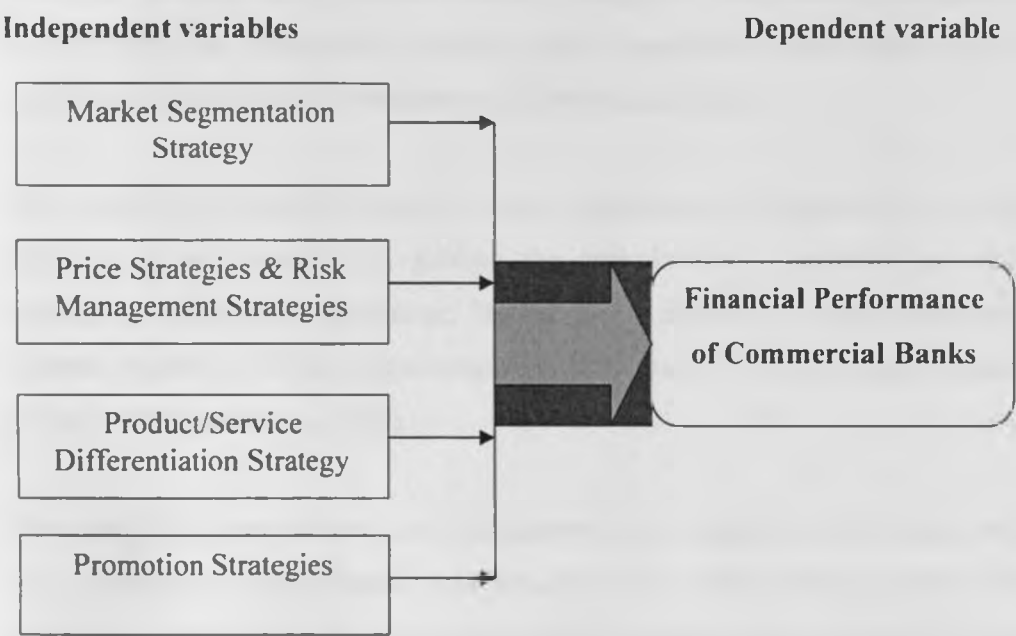 Independent variables
Dependent variable
Market Segmentation
Strategy
Price Strategies & Risk
Management Strategies
Financial Performance
of Commercial Banks
Product/Service
Differentiation Strategy
Promotion Strategies